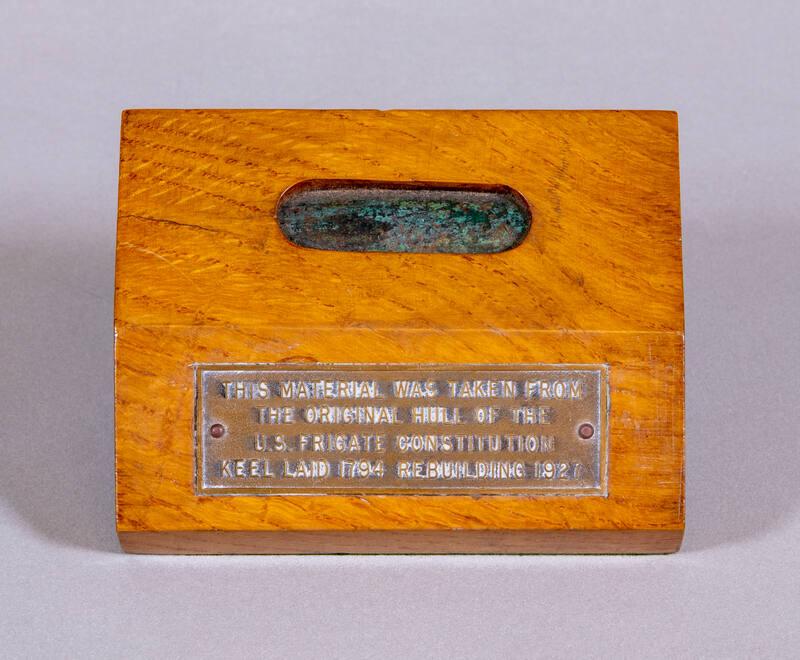 THIS MATERIAL WAS TAKEN FROM
THE ORIGINAL HULL OF THE
U.S. FRIGATE CONSTITUTION
KEEL LAID 1794 REBUILDING 1927